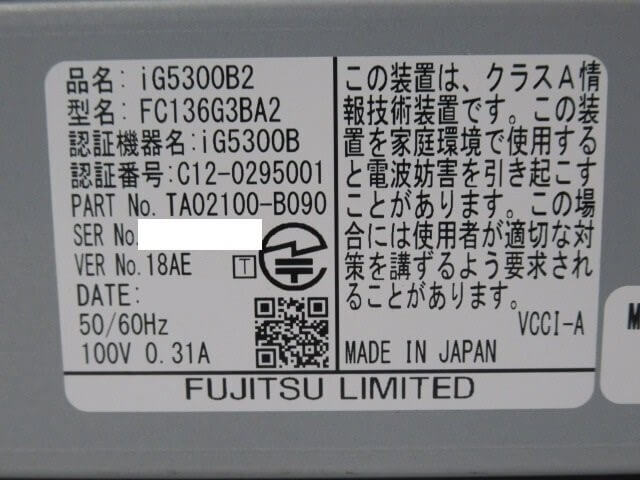 品名: iG5300B2
型名: FC136G3BA2
認証機器名:iG5300B
認証番号:C12-0295001
PART No. TA02100-B090
SER No.
VER No. 18AE
T
DATE:
50/60Hz
100V 0.31A
この装置は、クラスA情
報技術装置です。この装
置を家庭環境で使用する
と電波妨害を引き起こす
ことがあります。この場
合には使用者が適切な対
策を講ずるよう要求され
ることがあります。
VCCI-A
MADE IN JAPAN
FUJITSU LIMITED